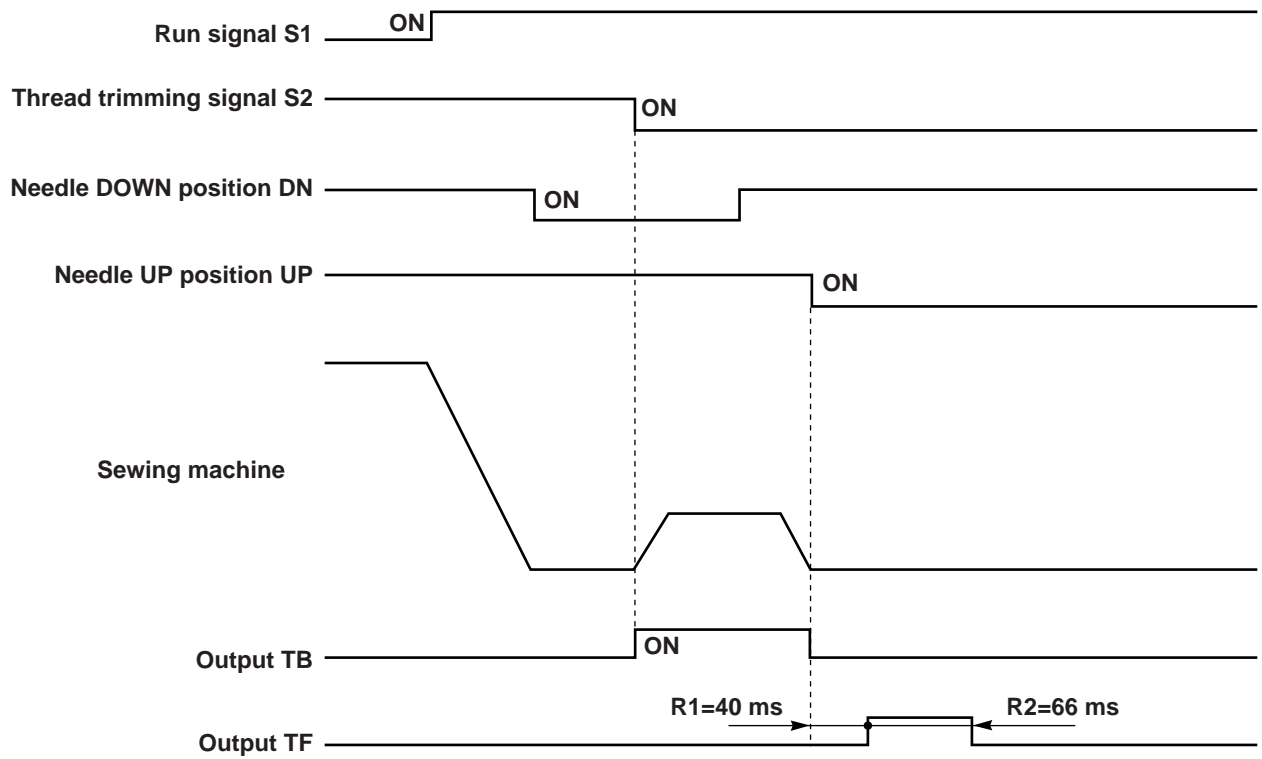 Run signal S1
ON
Thread trimming signal S2
ON
Needle DOWN position DN
ON
Needle UP position UP
ON
Sewing machine
Output TB
ON
R1=40 ms
R2=66 ms
Output TF